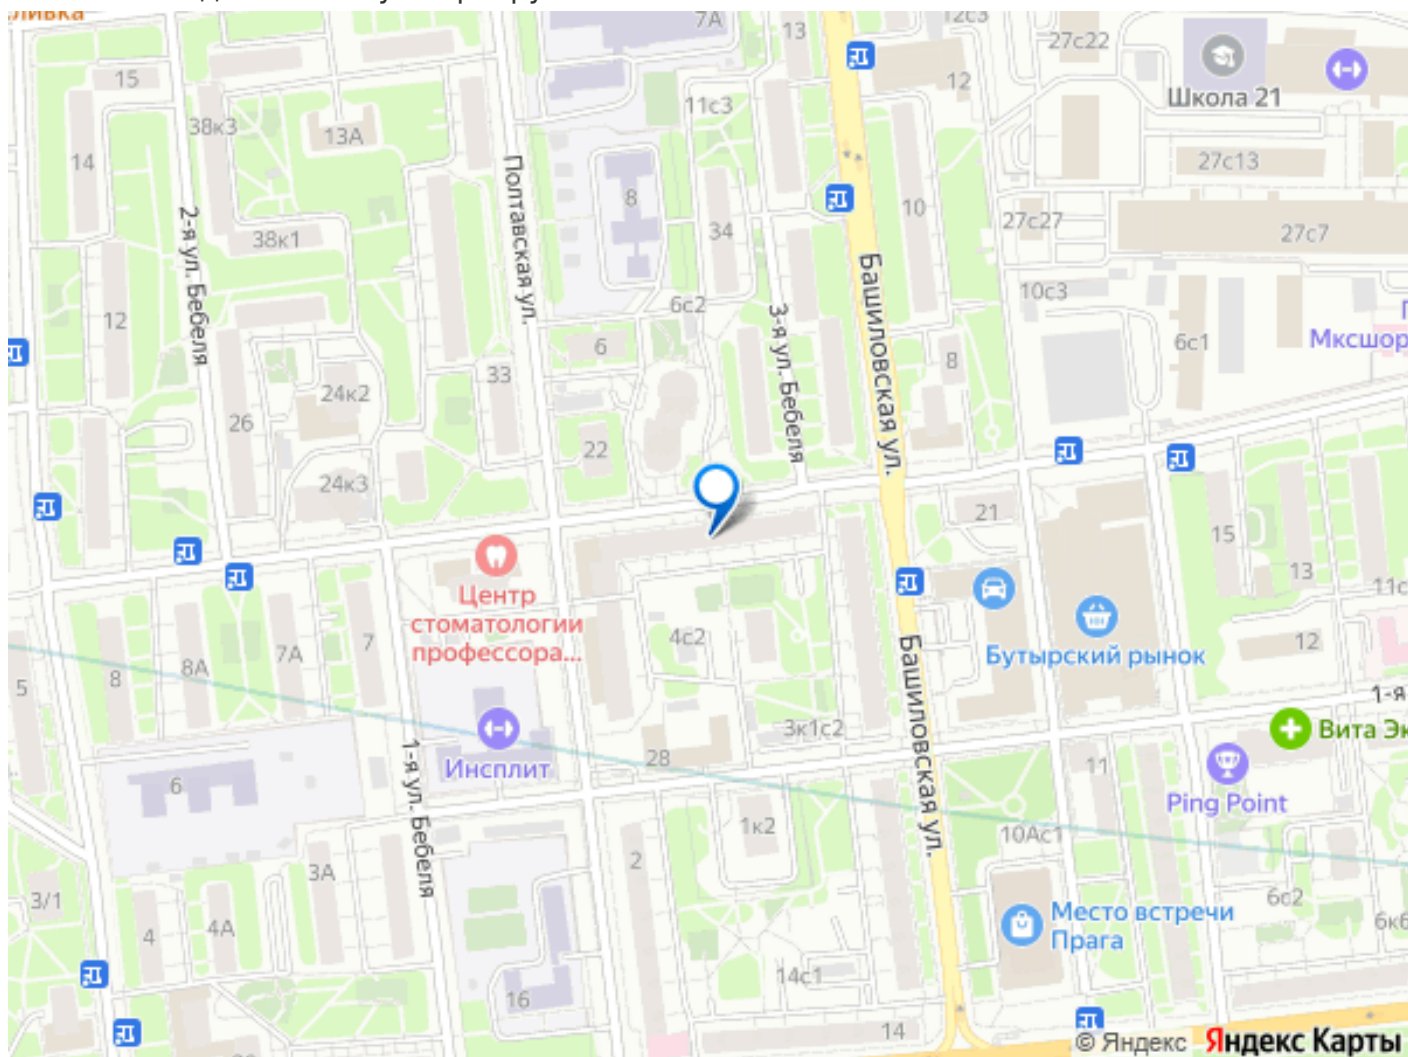 7А
13
12с3
27с22
15
12
Школа 21
38к3
13А
11с3
14
27с13
Полтавская ул.
8
2-я ул. Бебеля
34
10
27с27
38к1
27с7
Башиловская ул.
10с3
6с2
3-я ул. Бебеля
12
6
6с1
Мксшор
8
33
24к2
26
22
24к3
21
15
Центр
стоматологии
профессора...
13
11с
7
7А
8А
4с2
12
5
8
Бутырский рынок
Башиловская ул.
1-я
3к1с2
Вита Эк
28
Инсплит
1-я ул. Бебеля
11
6
Ping Point
1к2
10Ас1
2
3А
3/1
6с2
4А
4
Место встречи
Прага
6к6
14с1
16
14
© Яндекс
Яндекс Карты